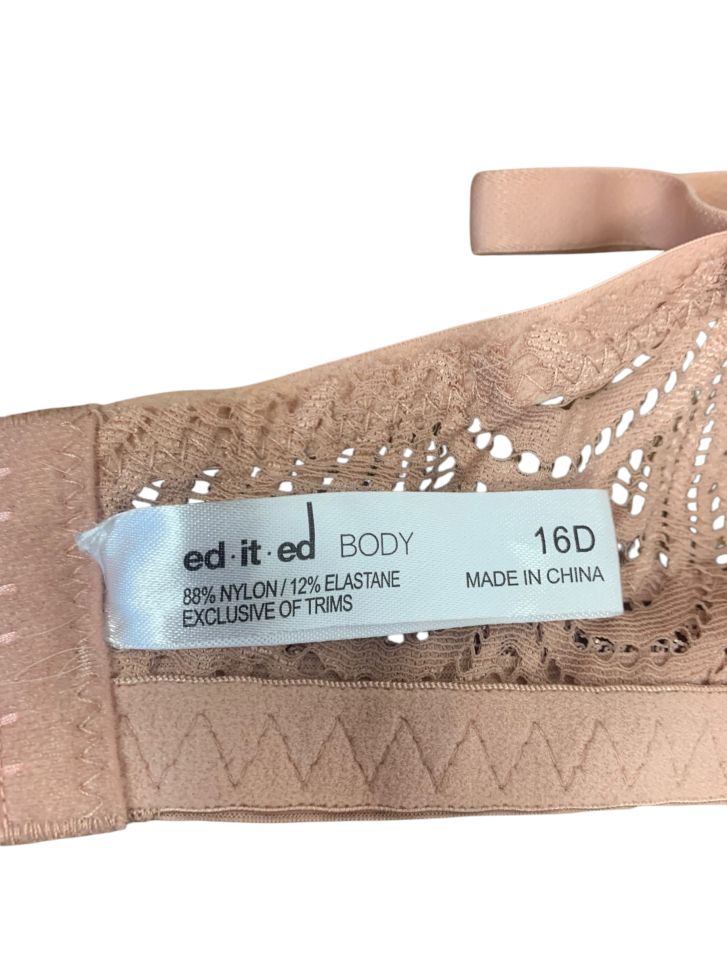 ed·it·ed BODY
88% NYLON / 12% ELASTANE
EXCLUSIVE OF TRIMS
16D
MADE IN CHINA